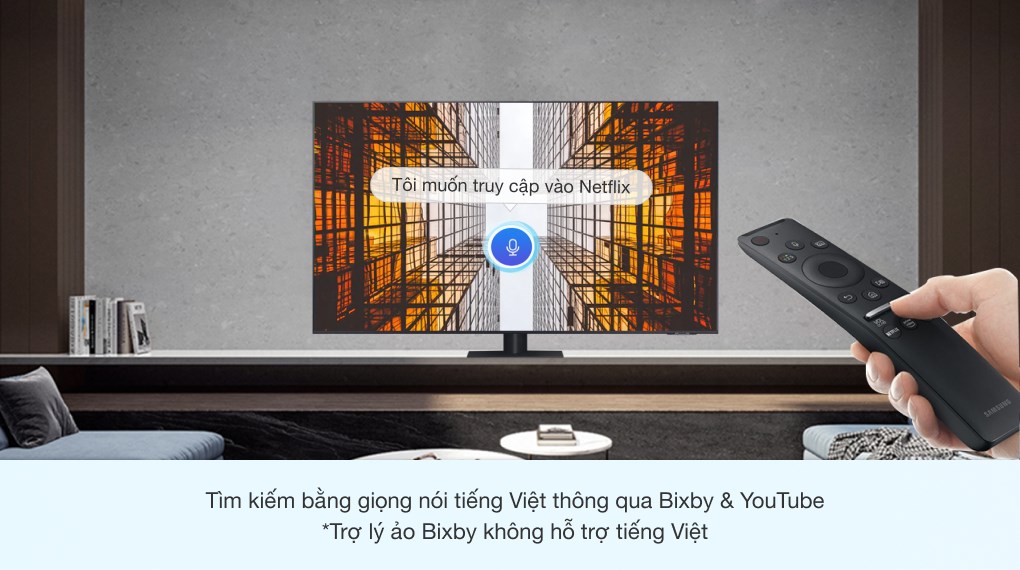 Tôi muốn truy cập vào Netflix
SAMSUNG
Tìm kiếm bằng giọng nói tiếng Việt thông qua Bixby & YouTube
*Trợ lý ảo Bixby không hỗ trợ tiếng Việt